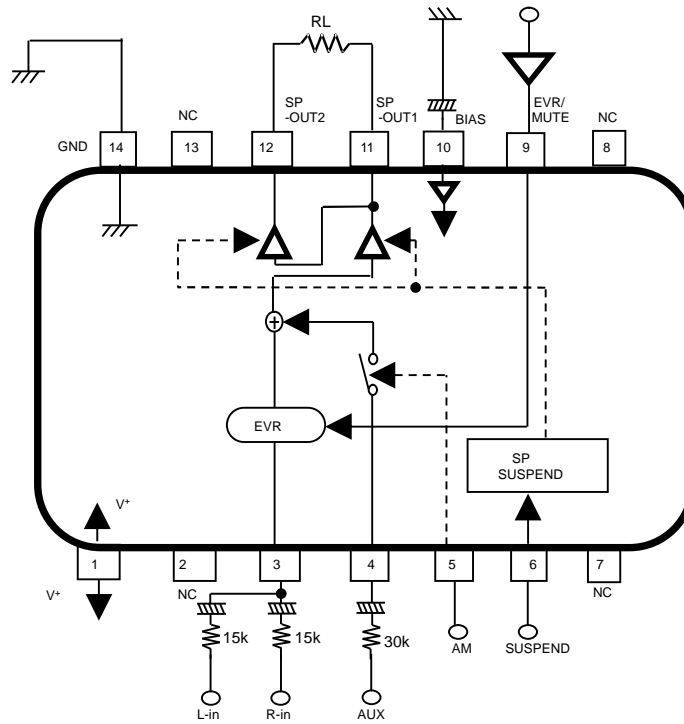 RL
NC
SP
-OUT2
SP
-OUT1
BIAS
EVR/
MUTE
NC
GND
14
13
12
11
10
9
8
EVR
SP
SUSPEND
V+
1
2
3
4
5
6
7
V+
NC
NC
15k
15k
30k
AM
SUSPEND
L-in
R-in
AUX